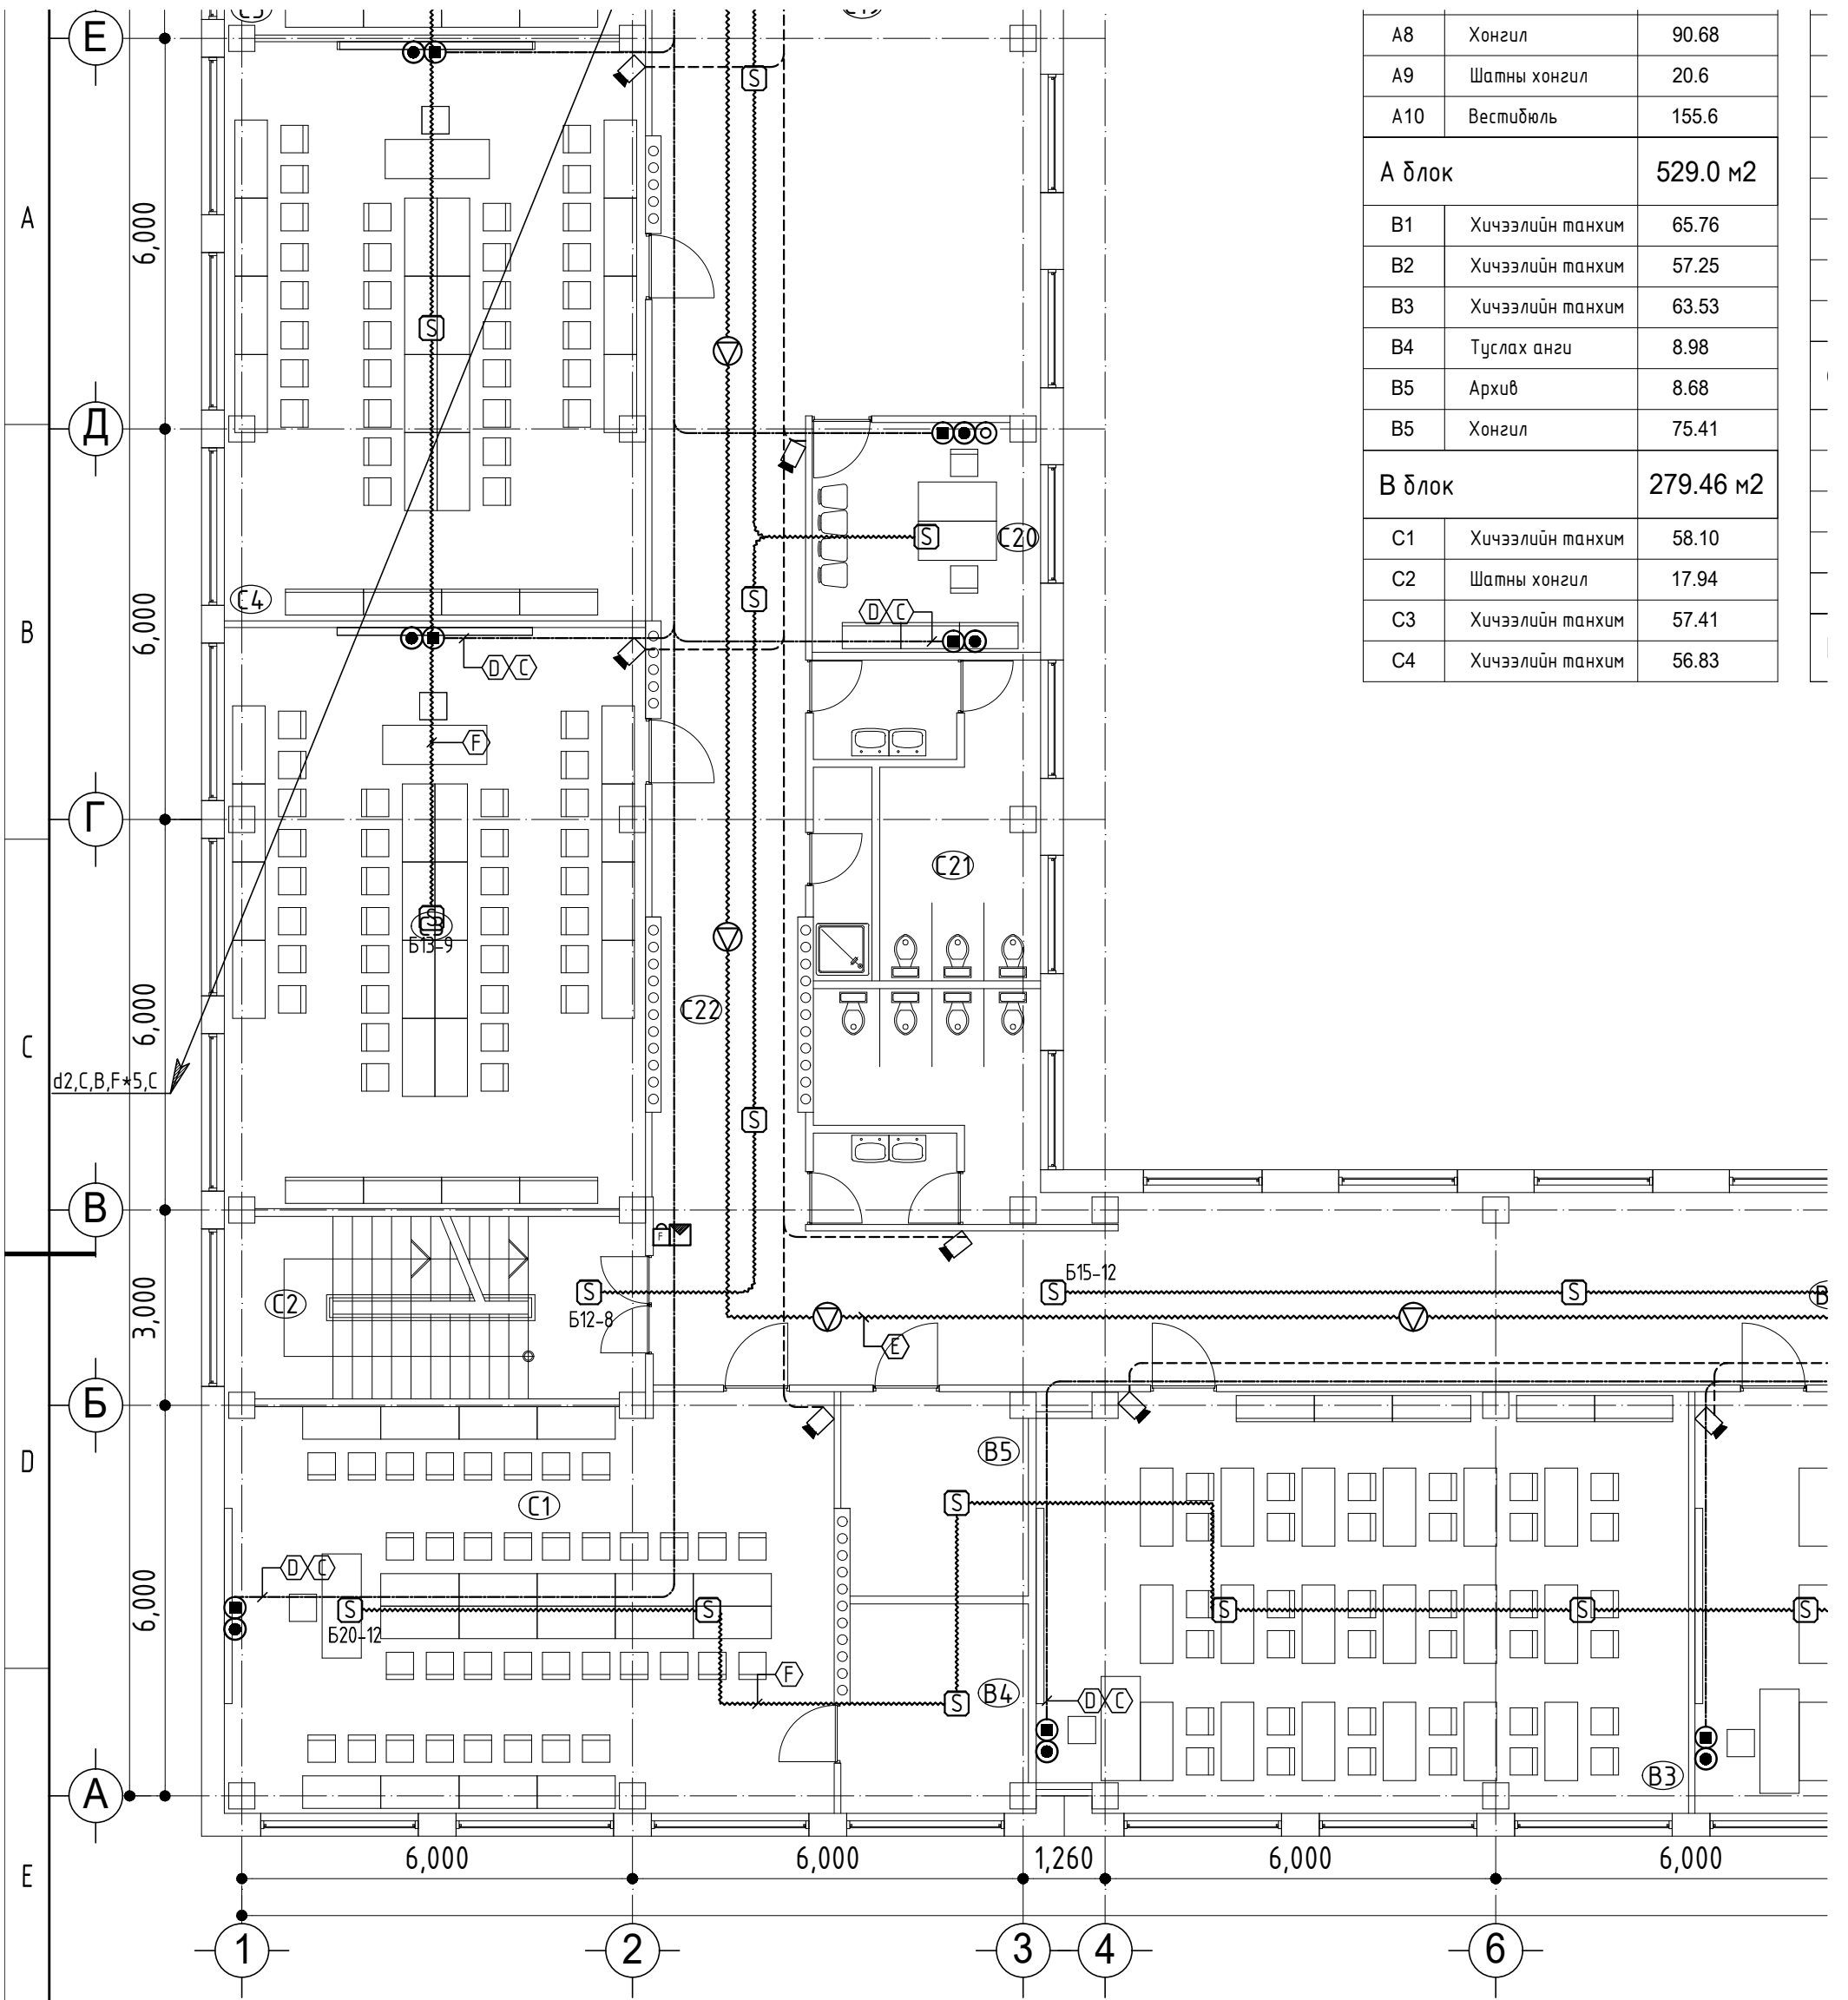 A8 Хонгил 90.68
A9 Шатны хонгил 20.6
A10 Вестибюль 155.6
А блок 529.0 м2
B1 Хичээлийн танхим 65.76
B2 Хичээлийн танхим 57.25
B3 Хичээлийн танхим 63.53
B4 Туслах анги 8.98
B5 Архив 8.68
B5 Хонгил 75.41
В блок 279.46 м2
C1 Хичээлийн танхим 58.10
C2 Шатны хонгил 17.94
C3 Хичээлийн танхим 57.41
C4 Хичээлийн танхим 56.83
Е
S
A
6,000
S
Д
S
C20
C4
S
D C
B
6,000
D C
F
Г
C21
S
C3
Б13-9
C22
C
6,000
d2,C,B,F*5,C
S
В
F
S
Б12-8
S
Б15-12
S
C2
3,000
E
Б
D
B5
C1
S
D C
6,000
S
Б20-12
S
S
S
S
F
S
B4
D C
B3
А
E
6,000
6,000
1,260
6,000
6,000
1
2
3
4
6